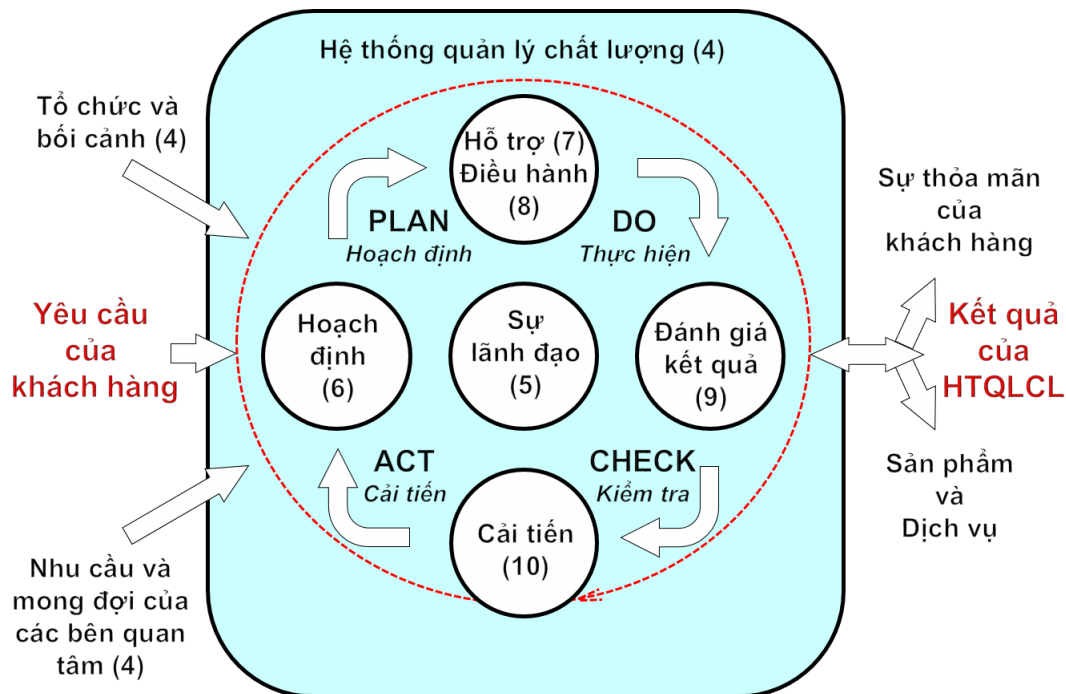 Hệ thống quản lý chất lượng (4)
Tổ chức và
bối cảnh (4)
Yêu cầu
của
khách hàng
Nhu cầu và
mong đợi của
các bên quan
tâm (4)
Hỗ trợ (7)
Điều hành
(8)
PLAN
Hoạch định
DO
Thực hiện
Hoạch
định
(6)
Sự
lãnh đạo
(5)
Đánh giá
kết quả
(9)
ACT
Cải tiến
CHECK
Kiểm tra
Cải tiến
(10)
Sự thỏa mãn
của
khách hàng
Kết quả
của
HTQLCL
Sản phẩm
và
Dịch vụ